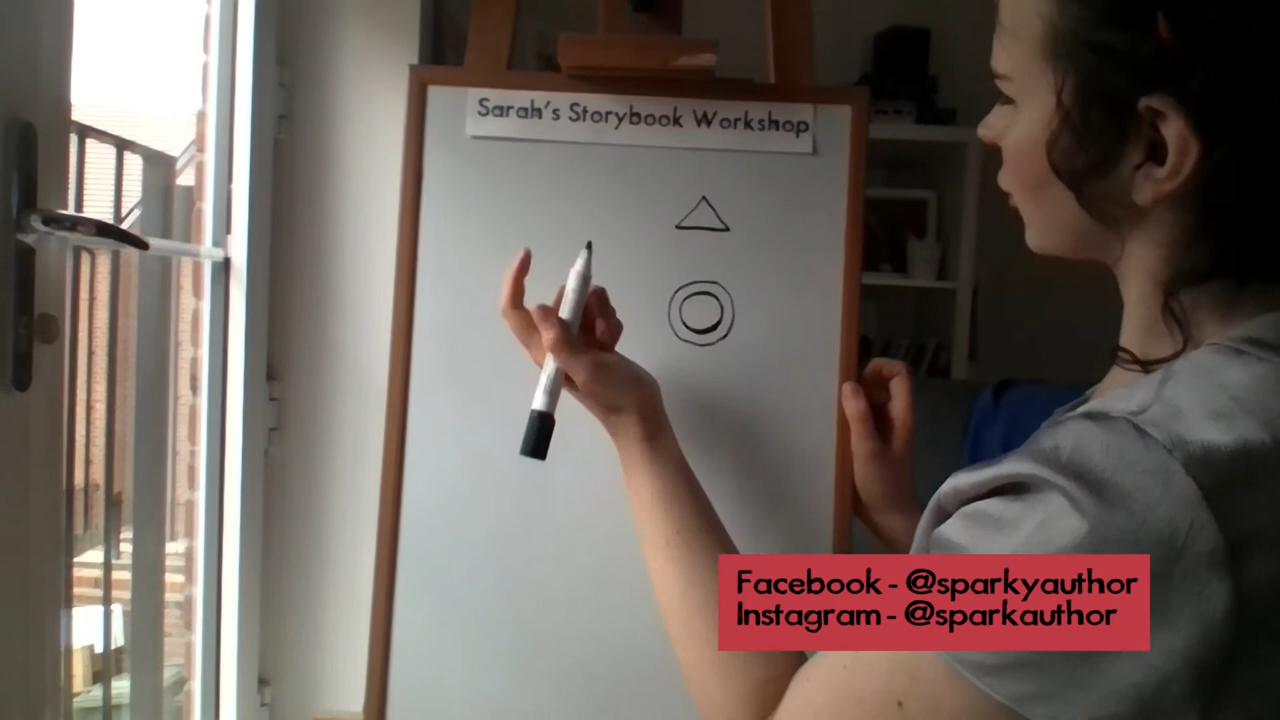 Sarah's Storybook Workshop
Facebook - @sparkyauthor
Instagram - @sparkauthor